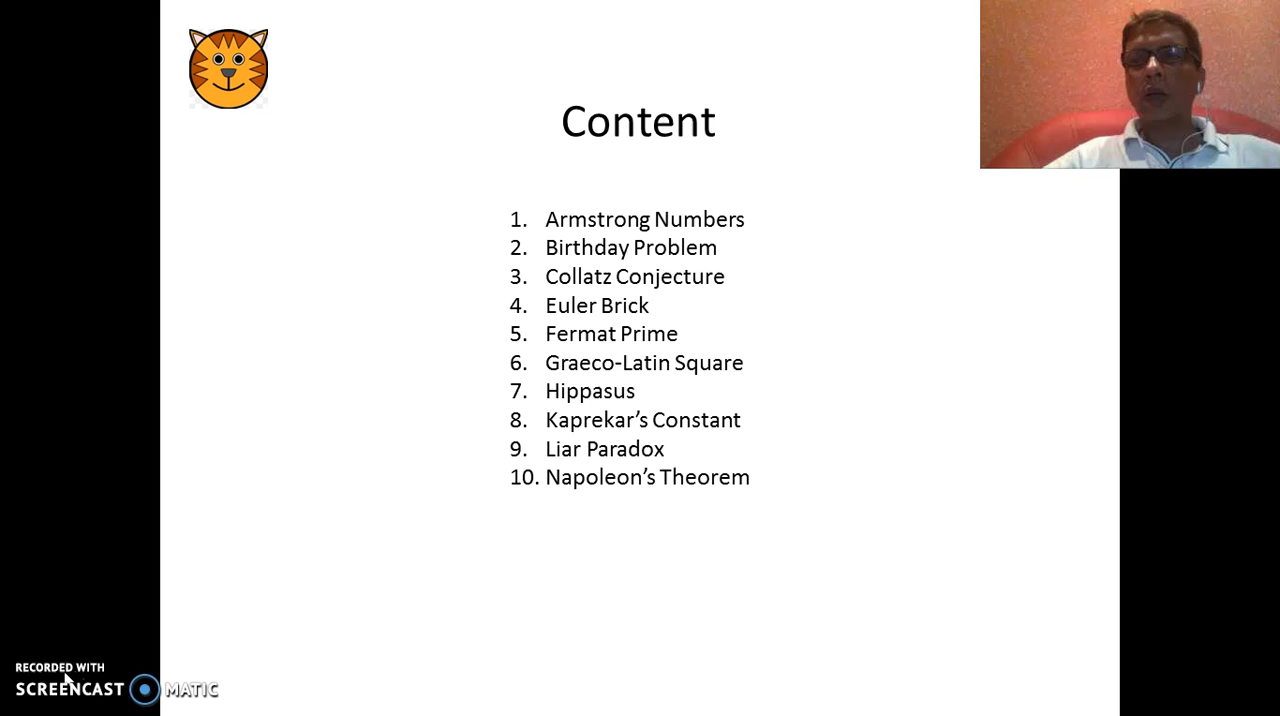 Content
1. Armstrong Numbers
2. Birthday Problem
3. Collatz Conjecture
4. Euler Brick
5. Fermat Prime
6. Graeco-Latin Square
7. Hippasus
8. Kaprekar’s Constant
9. Liar Paradox
10. Napoleon’s Theorem
RECORDED WITH
SCREENCAST MATIC